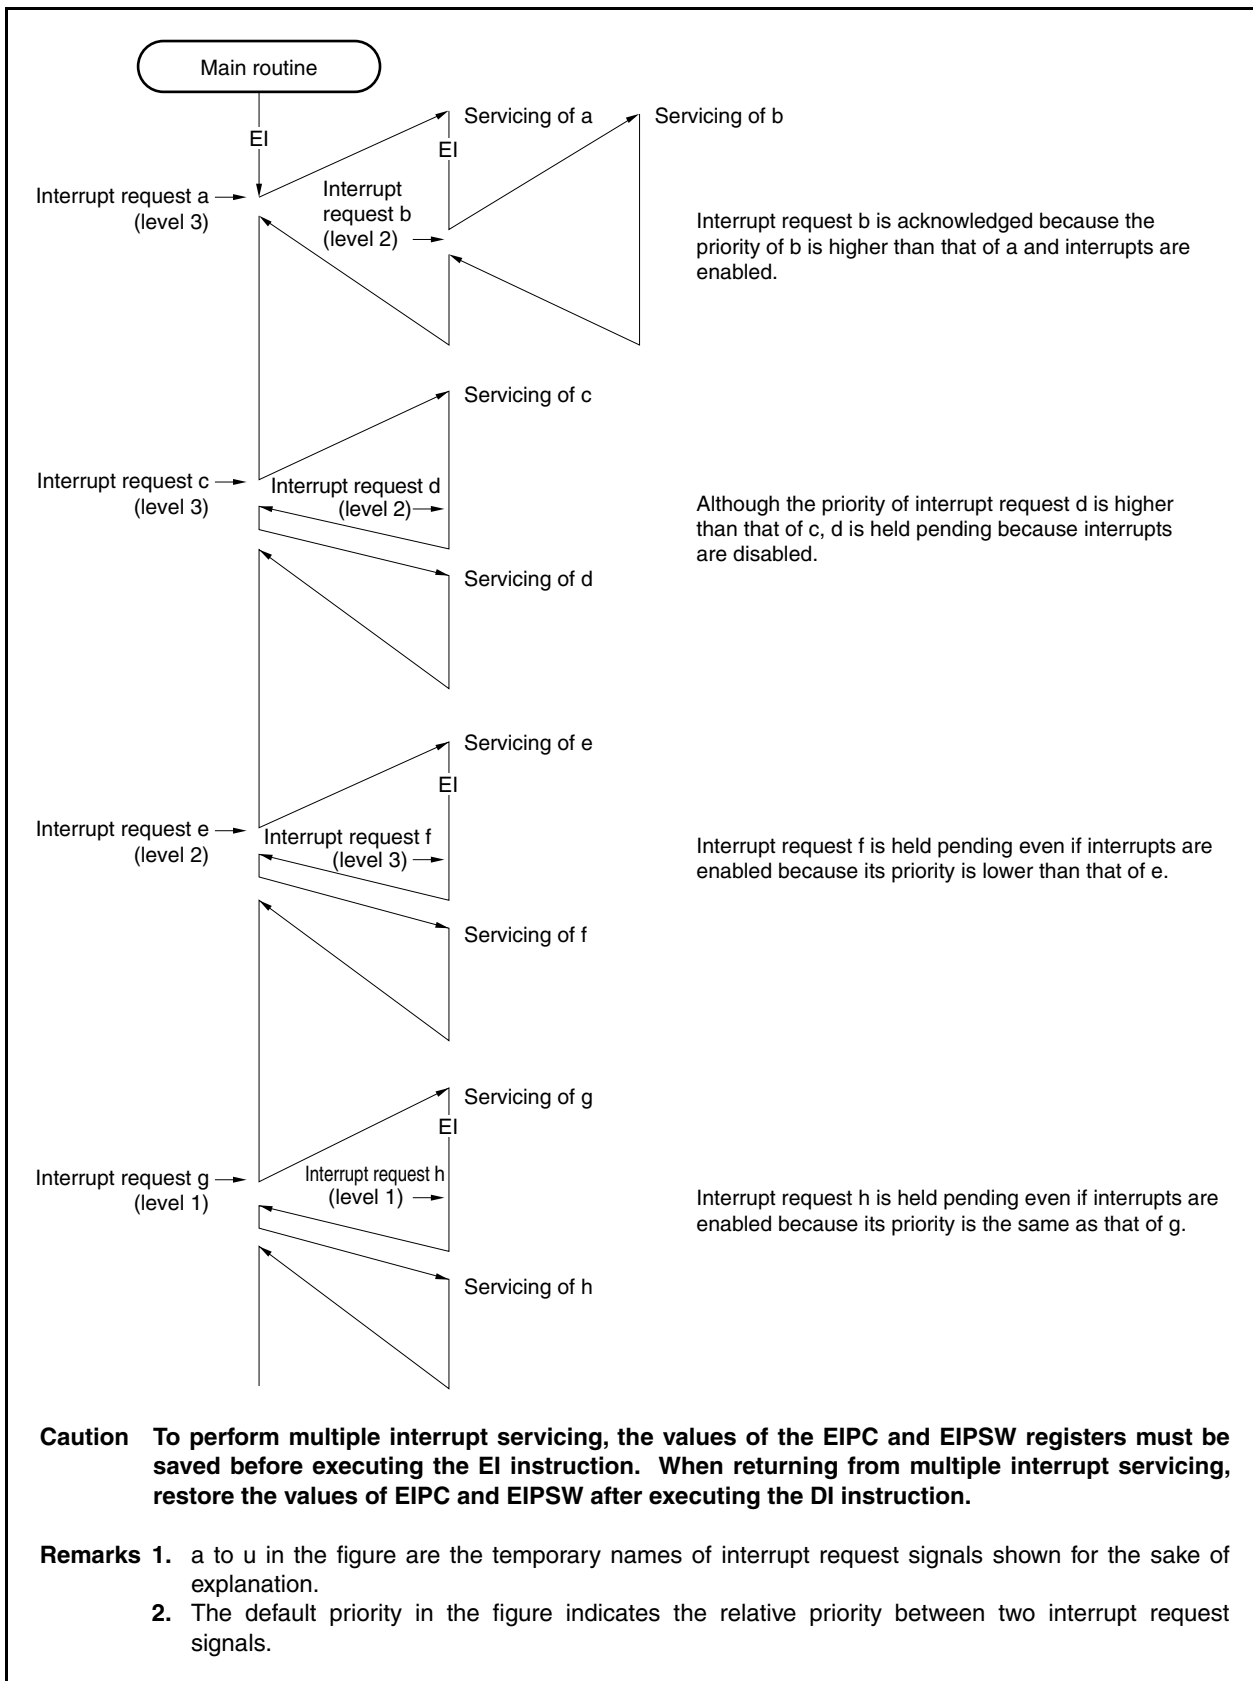 Main routine
EI
Servicing of a
Servicing of b
EI
Interrupt request a
(level 3)
Interrupt
request b
(level 2)
Interrupt request b is acknowledged because the
priority of b is higher than that of a and interrupts are
enabled.
Servicing of c
Interrupt request c
(level 3)
Interrupt request d
(level 2)
Although the priority of interrupt request d is higher
than that of c, d is held pending because interrupts
are disabled.
Servicing of d
Servicing of e
EI
Interrupt request e
(level 2)
Interrupt request f
(level 3)
Interrupt request f is held pending even if interrupts are
enabled because its priority is lower than that of e.
Servicing of f
Servicing of g
EI
Interrupt request g
(level 1)
Interrupt request h
(level 1)
Interrupt request h is held pending even if interrupts are
enabled because its priority is the same as that of g.
Servicing of h
Caution To perform multiple interrupt servicing, the values of the EIPC and EIPSW registers must be
saved before executing the EI instruction. When returning from multiple interrupt servicing,
restore the values of EIPC and EIPSW after executing the DI instruction.
Remarks 1. a to u in the figure are the temporary names of interrupt request signals shown for the sake of
explanation.
2. The default priority in the figure indicates the relative priority between two interrupt request
signals.